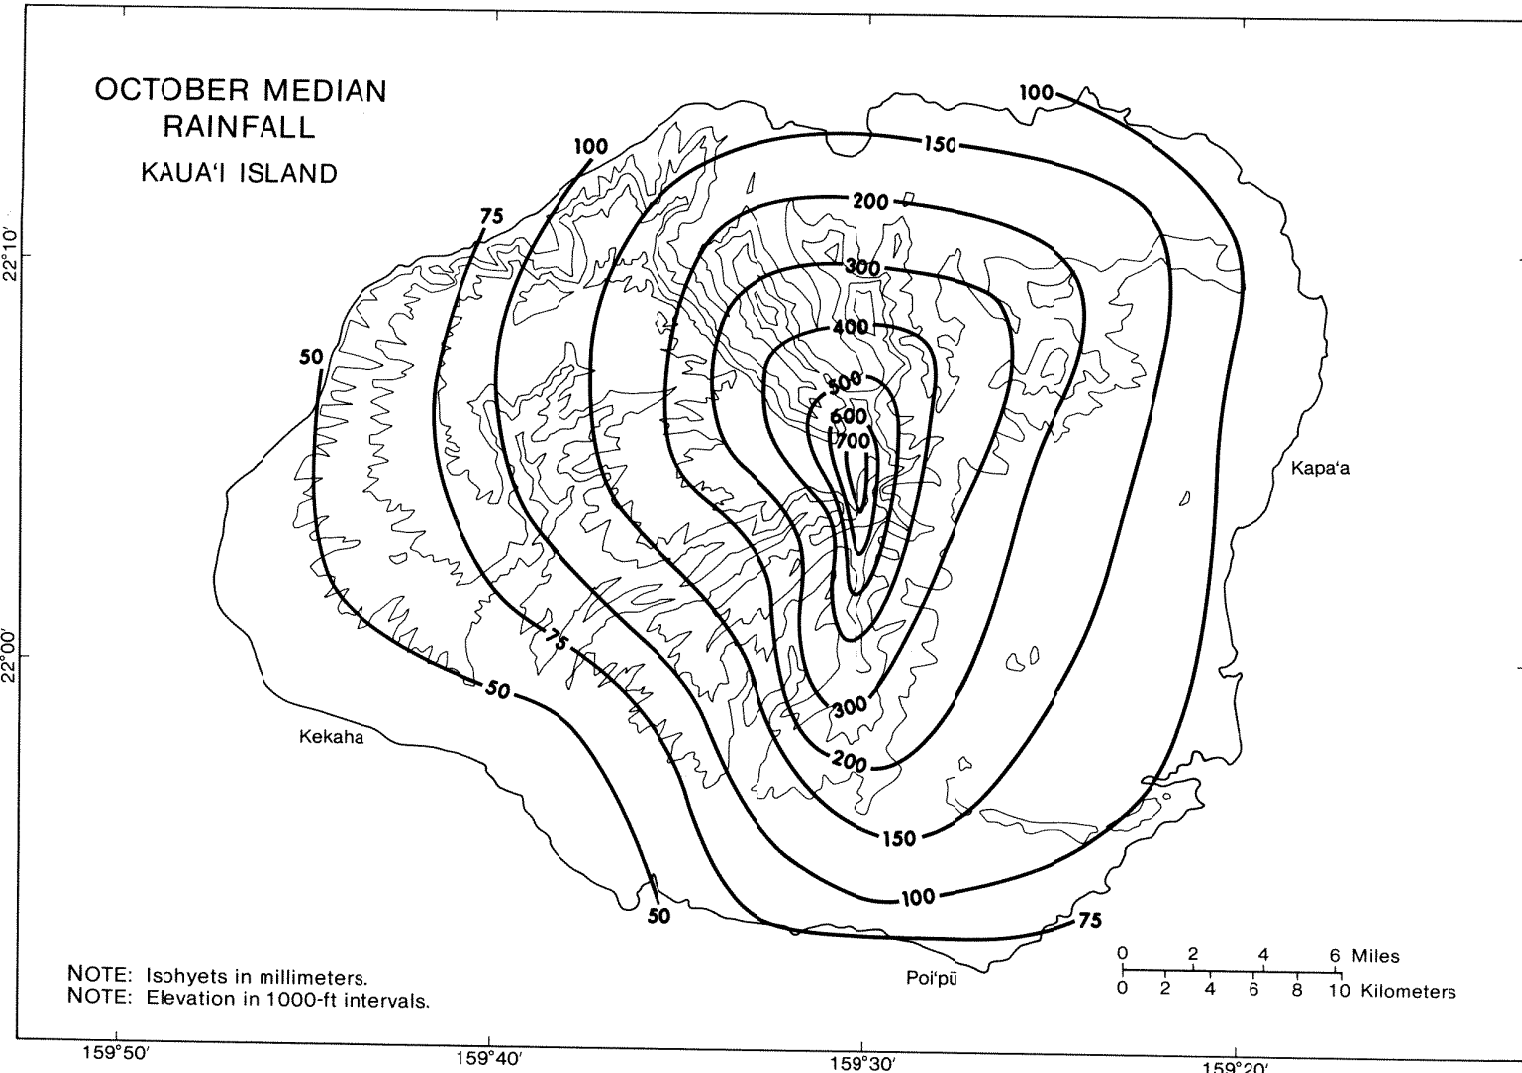 OCTOBER MEDIAN
RAINFALL
KAUA'I ISLAND
100
100
150
75
200
22°10'
300
400
50
500
600
700
Kapa'a
75
22°00'
50
300
Kekaha
200
150
100
50
75
NOTE: Isohyets in millimeters.
NOTE: Elevation in 1000-ft intervals.
Poi'pū
0 2 4 6 Miles
0 2 4 6 8 10 Kilometers
159°50'
159°40'
159°30'
159°20'